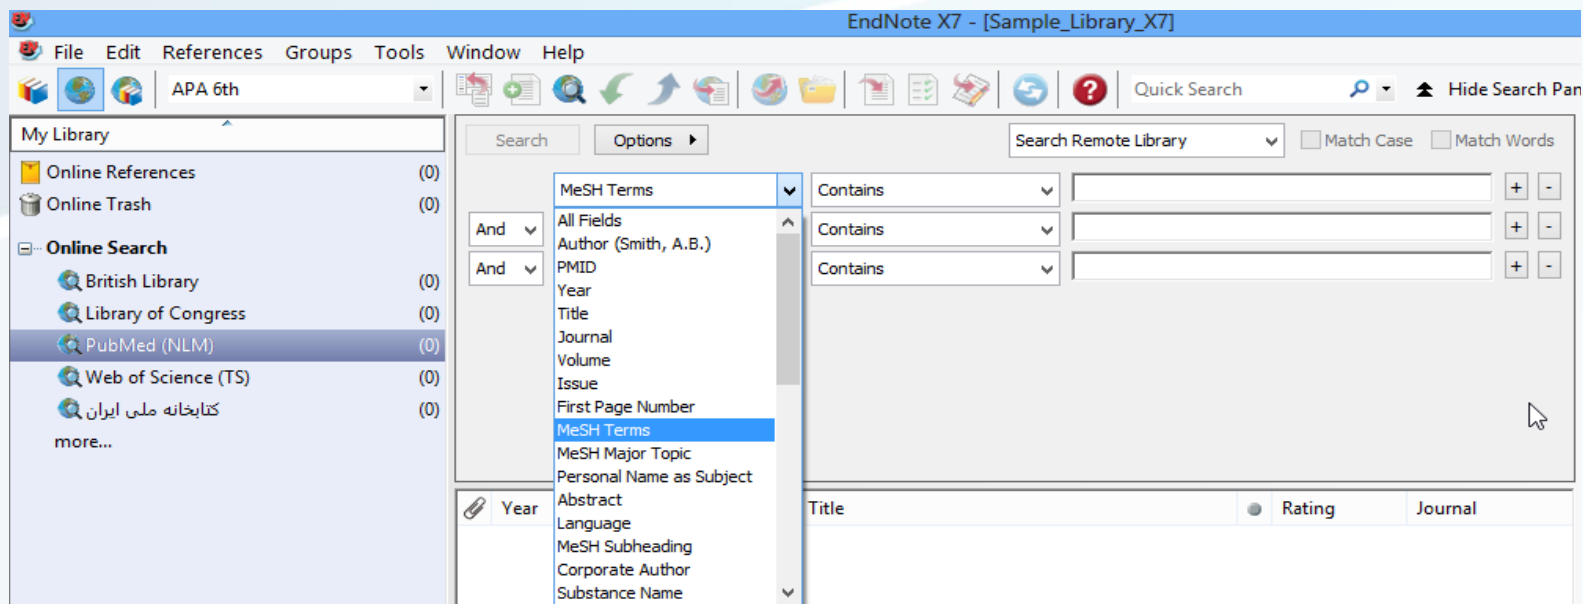 EndNote X7 - [Sample_Library_X7]
File Edit References Groups Tools Window Help
APA 6th Quick Search Hide Search Pan
My Library
Online References (0)
Online Trash (0)
Online Search
British Library (0)
Library of Congress (0)
PubMed (NLM) (0)
Web of Science (TS) (0)
کتابخانه ملی ایران (0)
more...
Search Options Search Remote Library Match Case Match Words
MeSH Terms Contains + -
And Contains + -
And Contains + -
All Fields
Author (Smith, A.B.)
PMID
Year
Title
Journal
Volume
Issue
First Page Number
MeSH Terms
MeSH Major Topic
Personal Name as Subject
Abstract
Language
MeSH Subheading
Corporate Author
Substance Name
Year Title Rating Journal